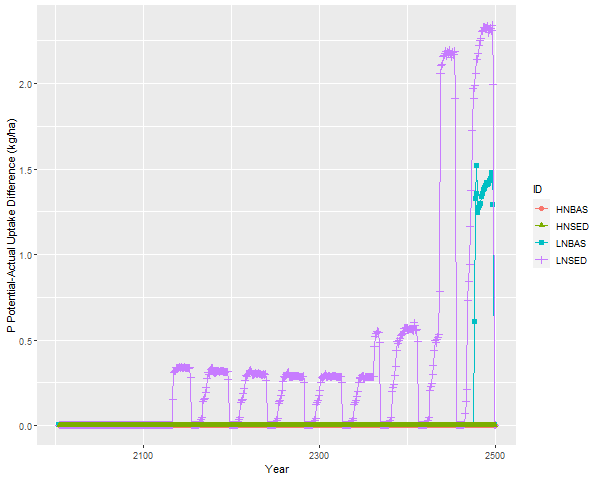 P Potential-Actual Uptake Difference (kg/ha)
2.0
1.5
1.0
0.5
0.0
2100
2300
2500
Year
ID
HNBAS
HNSED
LNBAS
LNSED